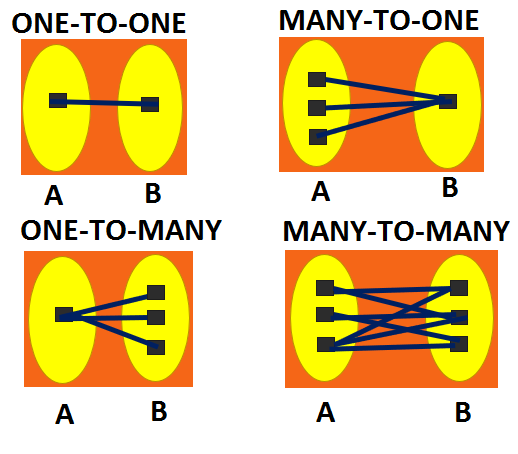 ONE-TO-ONE
A B
MANY-TO-ONE
A B
ONE-TO-MANY
A B
MANY-TO-MANY
A B